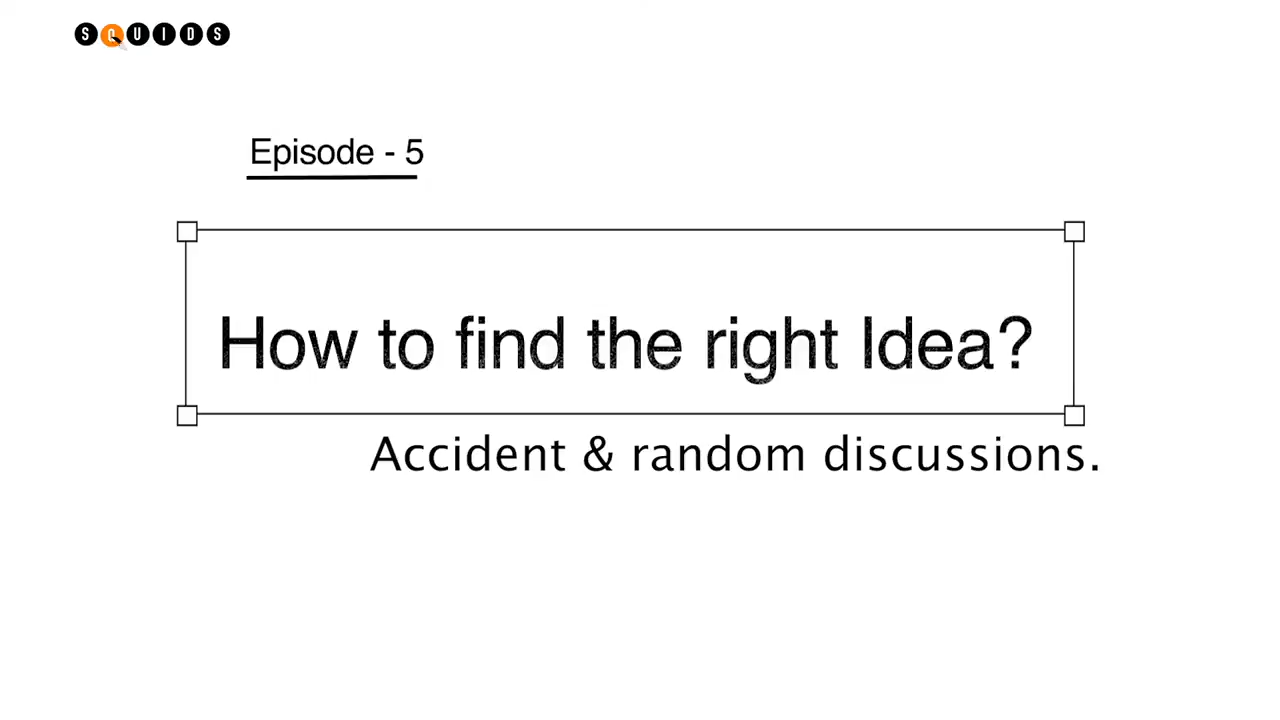 SQUIDS
Episode - 5
How to find the right Idea?
Accident & random discussions.